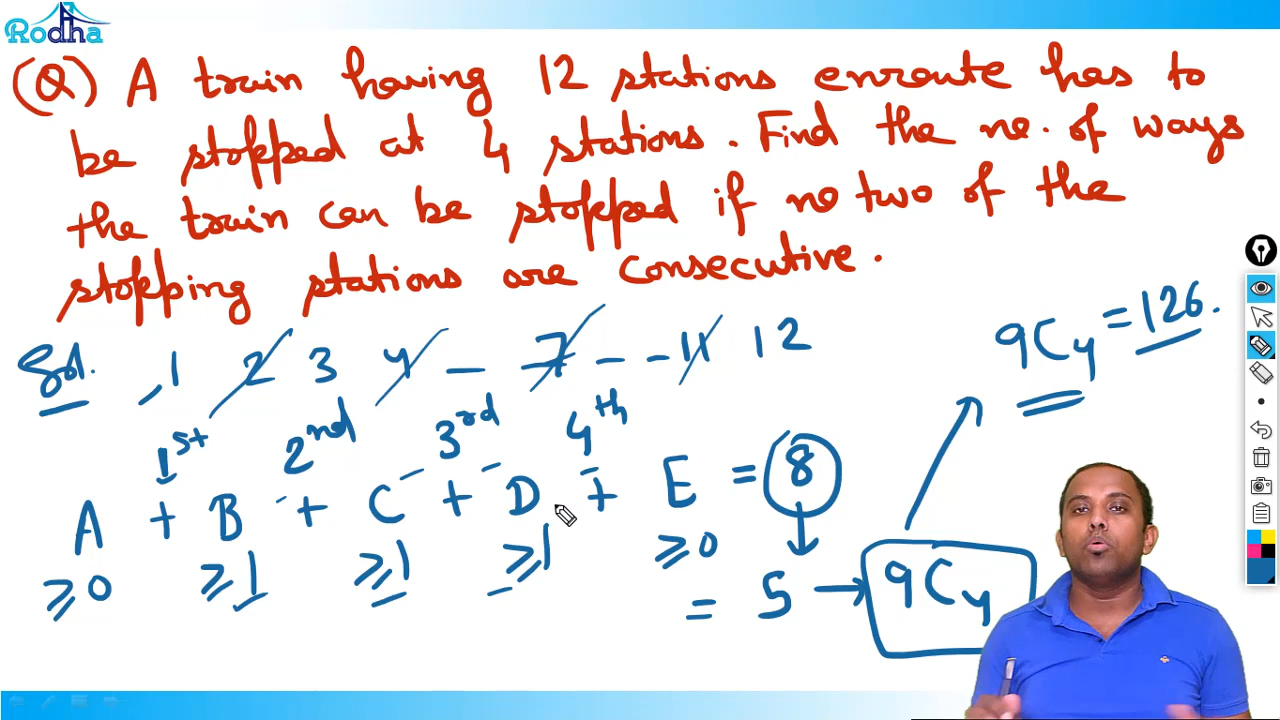 Rodha
(Q) A train having 12 stations enroute has to
be stopped at 4 stations. Find the no. of ways
the train can be stopped if no two of the
stopping stations are consecutive.
Sol. 1 2 3 4 _ 7 _ - 11 12
9C4 = 126.
1st 2nd 3rd 4th
A + B + C + D + E = 8
≥0 ≥1 ≥1 ≥1 ≥0
= 5 → 9C4